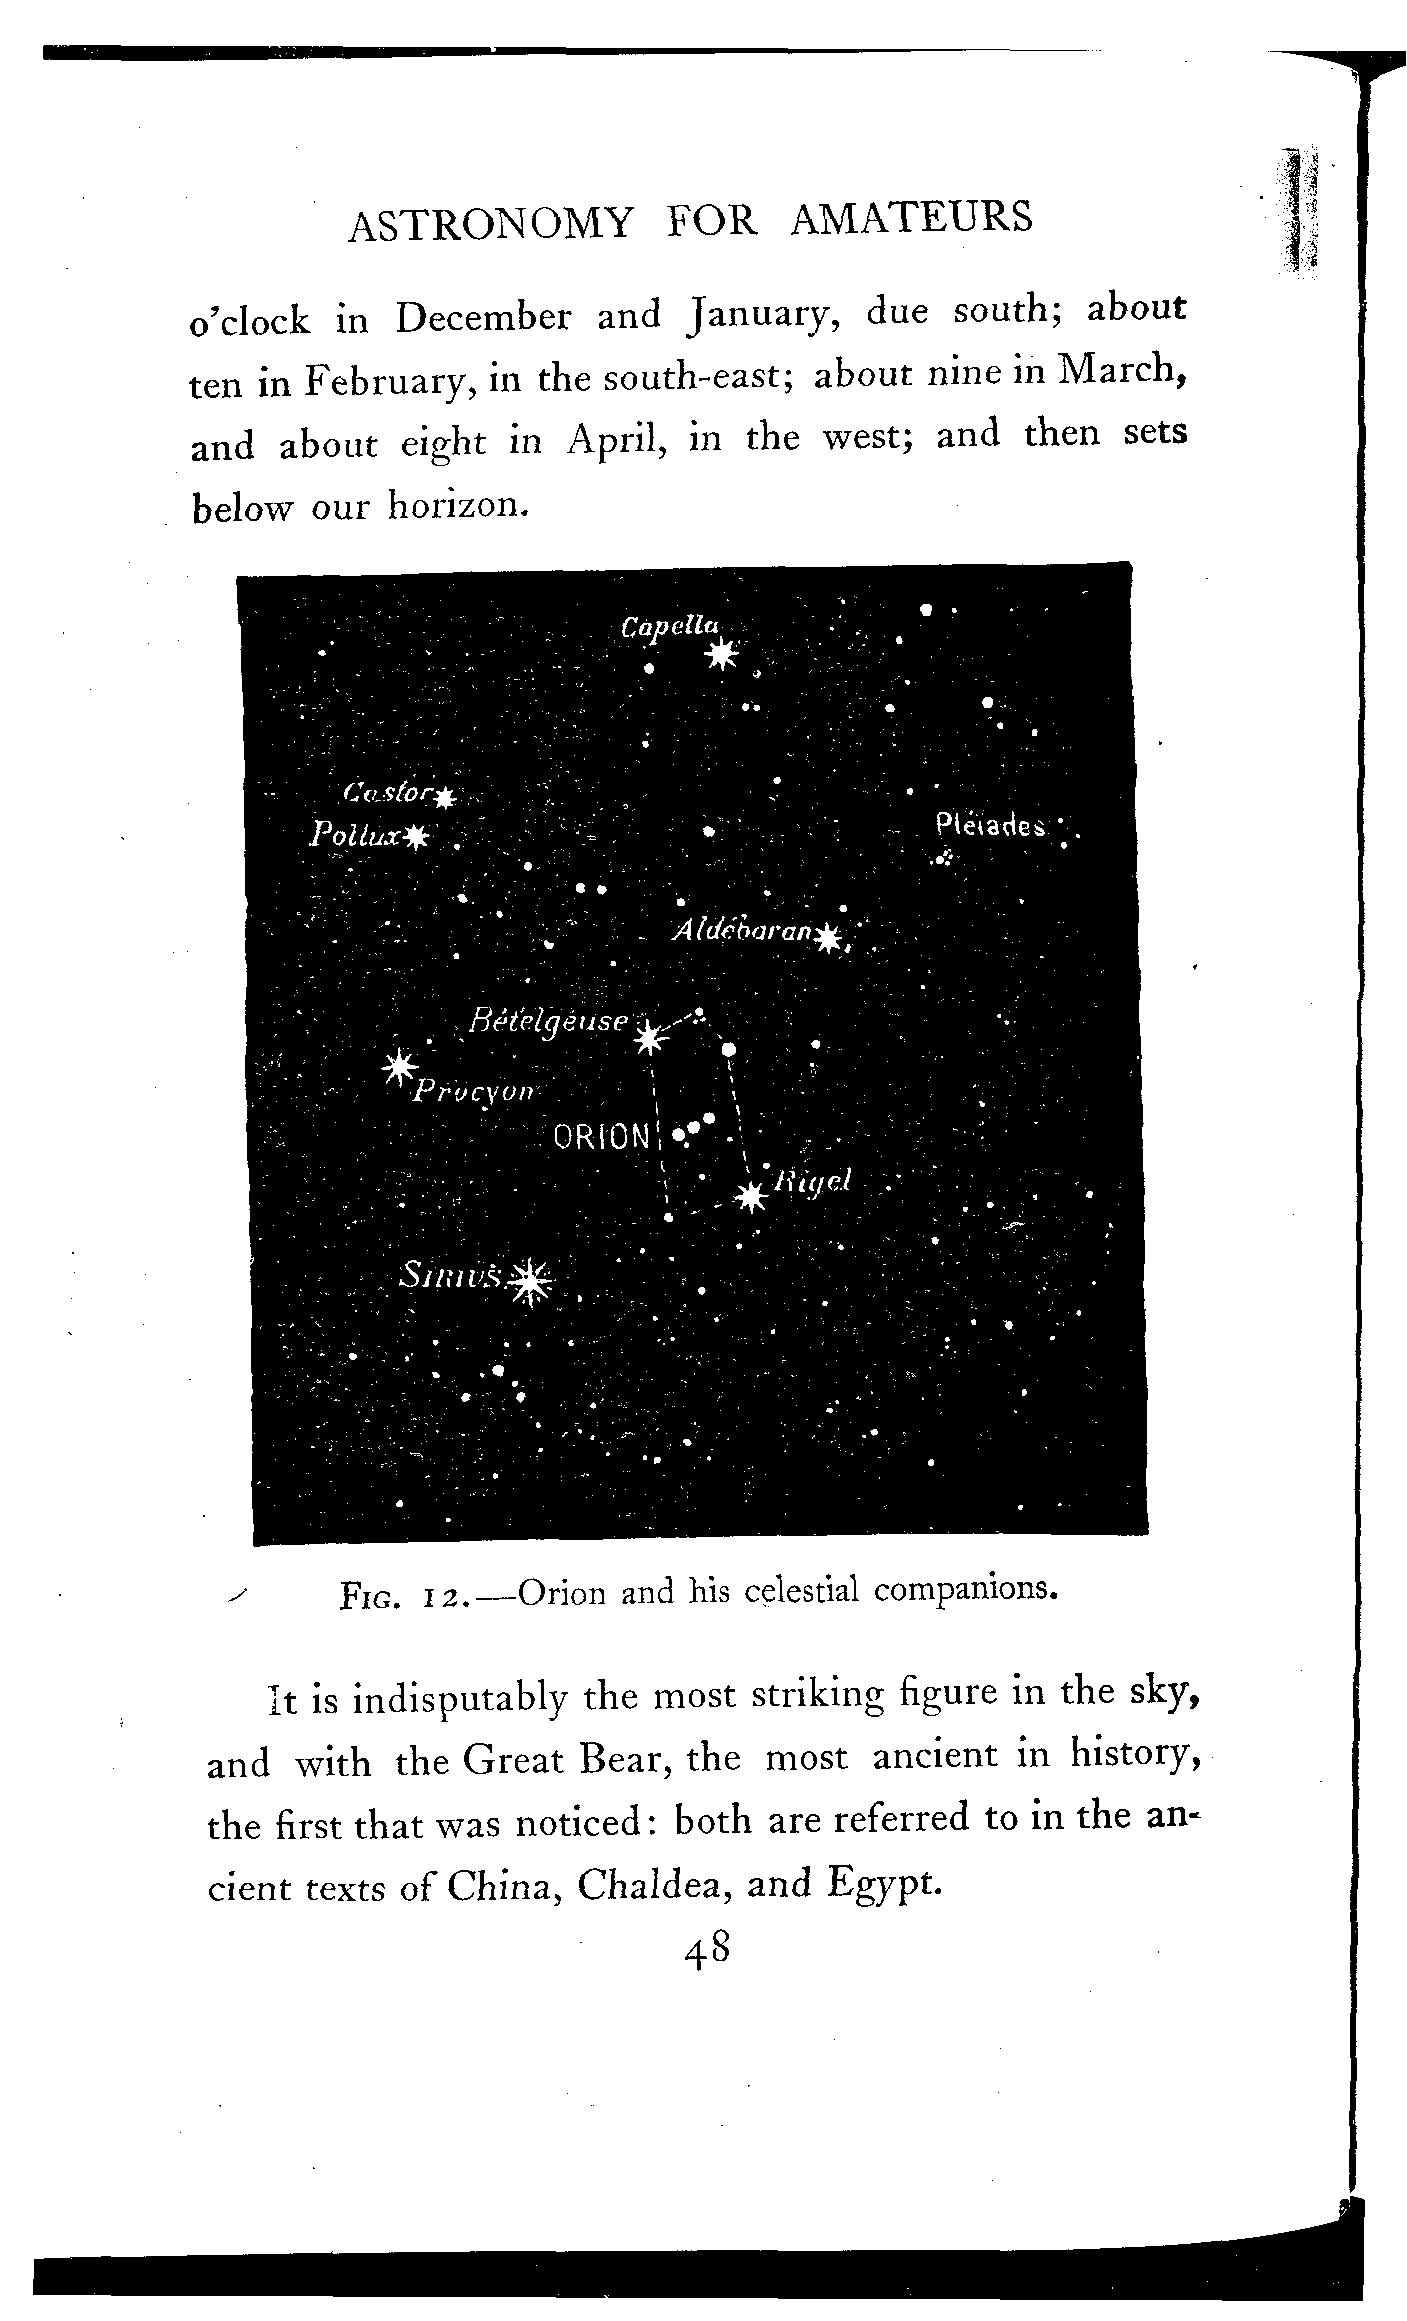 ASTRONOMY FOR AMATEURS
o'clock in December and January, due south; about
ten in February, in the south-east; about nine in March,
and about eight in April, in the west; and then sets
below our horizon.
Capella
Castor
Pollux
Pléiades
Aldébaran
Bételgeuse
Procyon
ORION
Rigel
Sirius
FIG. 12.—Orion and his celestial companions.
It is indisputably the most striking figure in the sky,
and with the Great Bear, the most ancient in history,
the first that was noticed: both are referred to in the an-
cient texts of China, Chaldea, and Egypt.
48